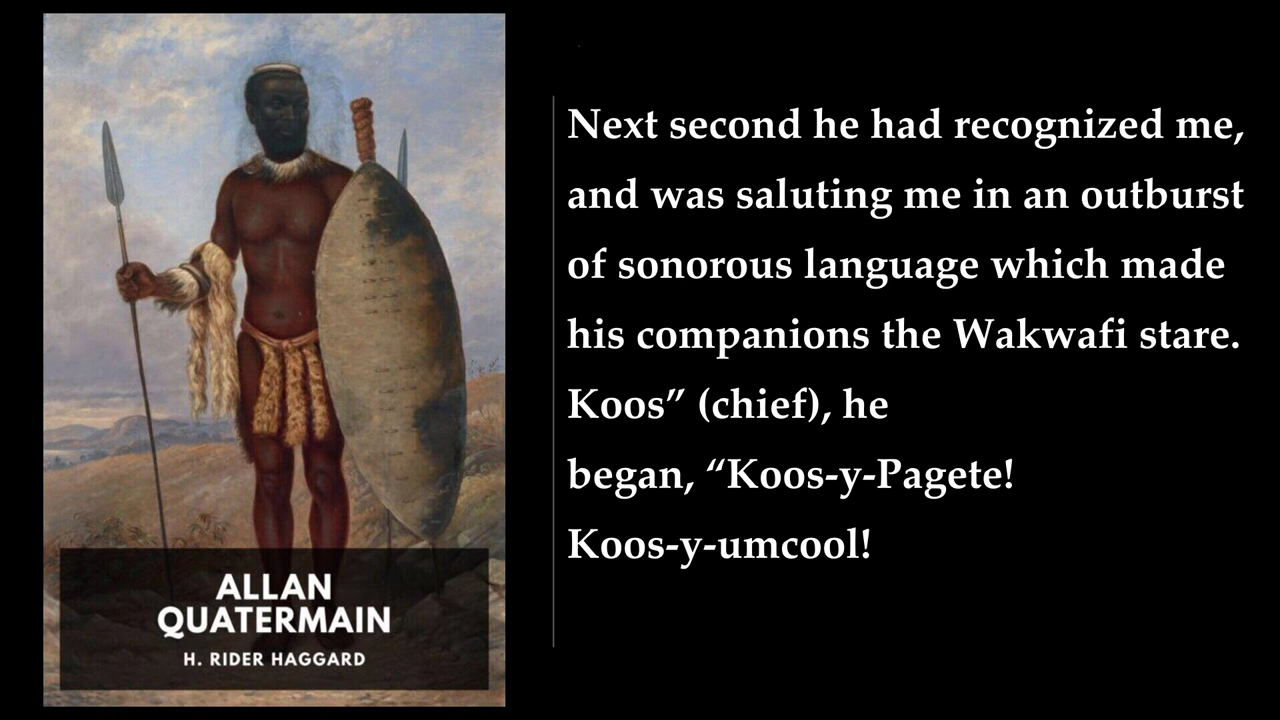 ALLAN
QUATERMAIN
H. RIDER HAGGARD
Next second he had recognized me,
and was saluting me in an outburst
of sonorous language which made
his companions the Wakwafi stare.
Koos” (chief), he
began, “Koos-y-Pagete!
Koos-y-umcool!